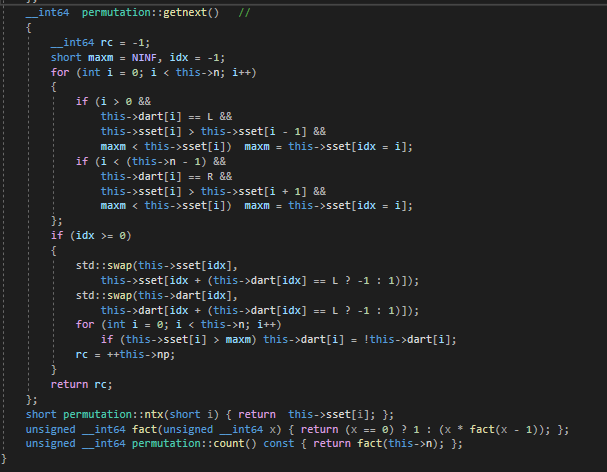 __int64  permutation::getnext()   //
{
    __int64 rc = -1;
    short maxm = NINF, idx = -1;
    for (int i = 0; i < this->n; i++)
    {
        if (i > 0 &&
            this->dart[i] == L &&
            this->sset[i] > this->sset[i - 1] &&
            maxm < this->sset[i])  maxm = this->sset[idx = i];
        if (i < (this->n - 1) &&
            this->dart[i] == R &&
            this->sset[i] > this->sset[i + 1] &&
            maxm < this->sset[i])  maxm = this->sset[idx = i];
    };
    if (idx >= 0)
    {
        std::swap(this->sset[idx],
            this->sset[idx + (this->dart[idx] == L ? -1 : 1)]);
        std::swap(this->dart[idx],
            this->dart[idx + (this->dart[idx] == L ? -1 : 1)]);
        for (int i = 0; i < this->n; i++)
            if (this->sset[i] > maxm) this->dart[i] = !this->dart[i];
        rc = ++this->np;
    }
    return rc;
};
short permutation::ntx(short i) { return  this->sset[i]; };
unsigned __int64 fact(unsigned __int64 x) { return (x == 0) ? 1 : (x * fact(x - 1)); };
unsigned __int64 permutation::count() const { return fact(this->n); };
}